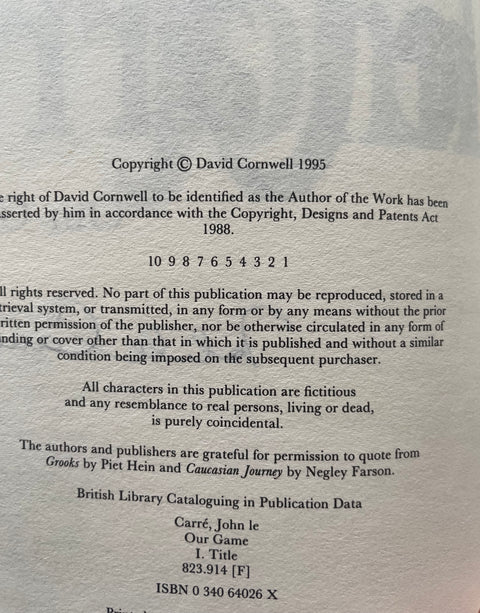 Copyright © David Cornwell 1995
right of David Cornwell to be identified as the Author of the Work has been
by him in accordance with the Copyright, Designs and Patents Act
1988.
10 9 8 7 6 5 4 3 2 1
rights reserved. No part of this publication may be reproduced, stored in a
system, or transmitted, in any form or by any means without the prior
permission of the publisher, nor be otherwise circulated in any form of
or cover other than that in which it is published and without a similar
condition being imposed on the subsequent purchaser.
All characters in this publication are fictitious
and any resemblance to real persons, living or dead,
is purely coincidental.
The authors and publishers are grateful for permission to quote from
Grooks by Piet Hein and Caucasian Journey by Negley Farson.
British Library Cataloguing in Publication Data
Carré, John le
Our Game
I. Title
823.914 [F]
ISBN 0 340 64026 X